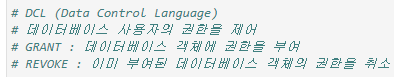 # DCL (Data Control Language)
# 데이터베이스 사용자의 권한을 제어
# GRANT : 데이터베이스 객체에 권한을 부여
# REVOKE : 이미 부여된 데이터베이스 객체의 권한을 취소